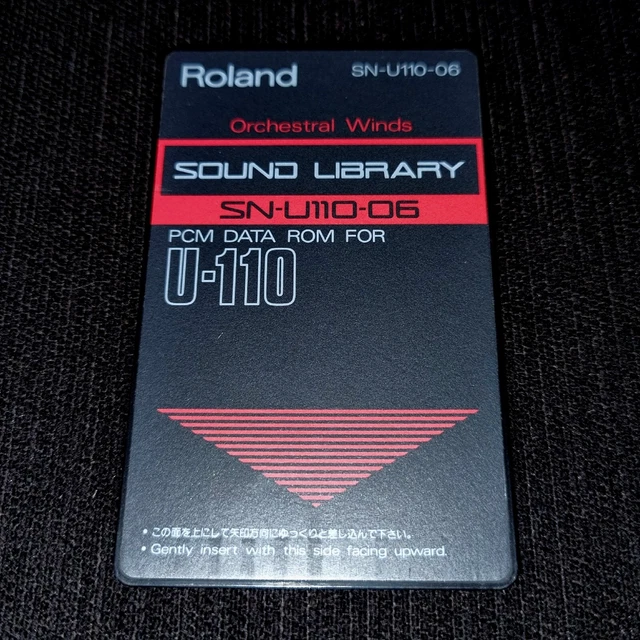 Roland SN-U110-06
Orchestral Winds
SOUND LIBRARY
SN-U110-06
PCM DATA ROM FOR
U-110
• この面を上にして矢印方向にゆっくりと差し込んで下さい。
• Gently insert with this side facing upward.